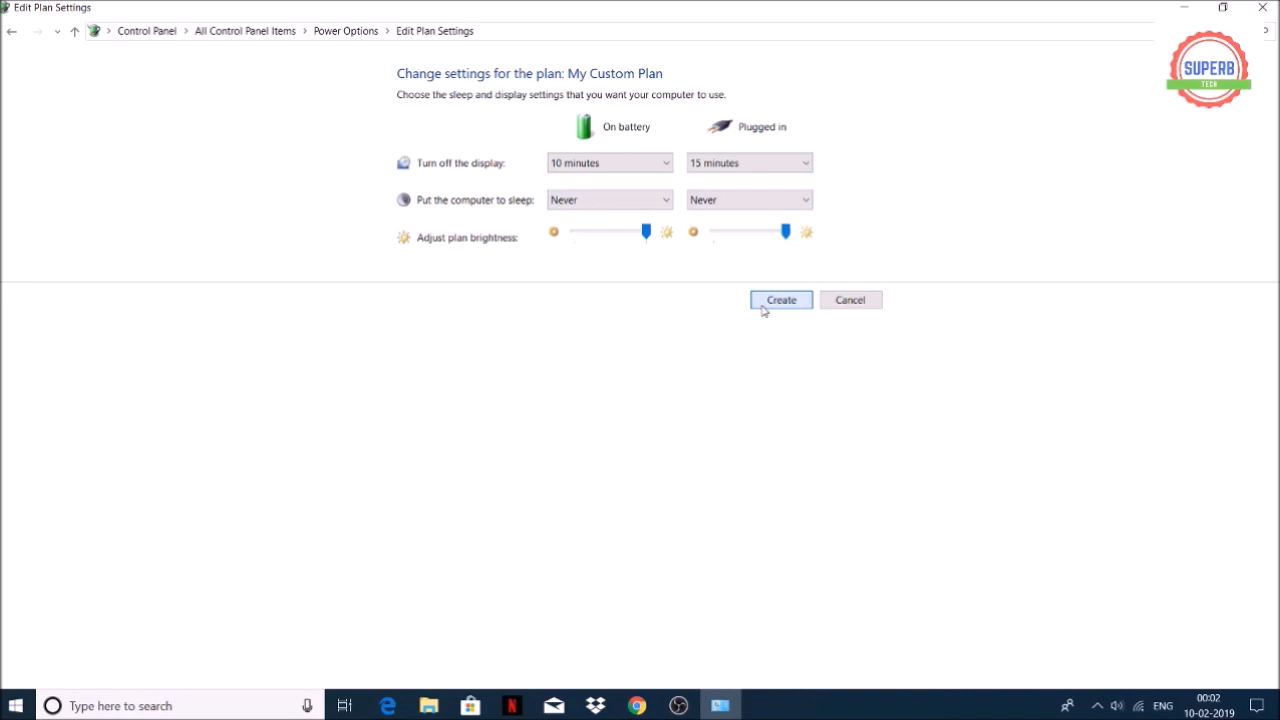 Edit Plan Settings
Control Panel > All Control Panel Items > Power Options > Edit Plan Settings
SUPERB
TECH
Change settings for the plan: My Custom Plan
Choose the sleep and display settings that you want your computer to use.
On battery Plugged in
Turn off the display: 10 minutes 15 minutes
Put the computer to sleep: Never Never
Adjust plan brightness:
Create Cancel
Type here to search
ENG
00:02
10-02-2019